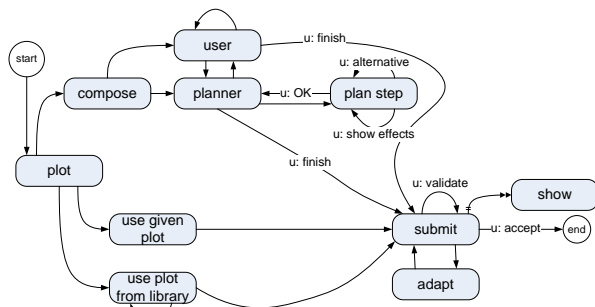 user
u: finish
start
u: alternative
compose
planner
u: OK
plan step
u: show effects
u: finish
plot
u: validate
show
use given
plot
submit
u: accept
end
use plot
from library
adapt